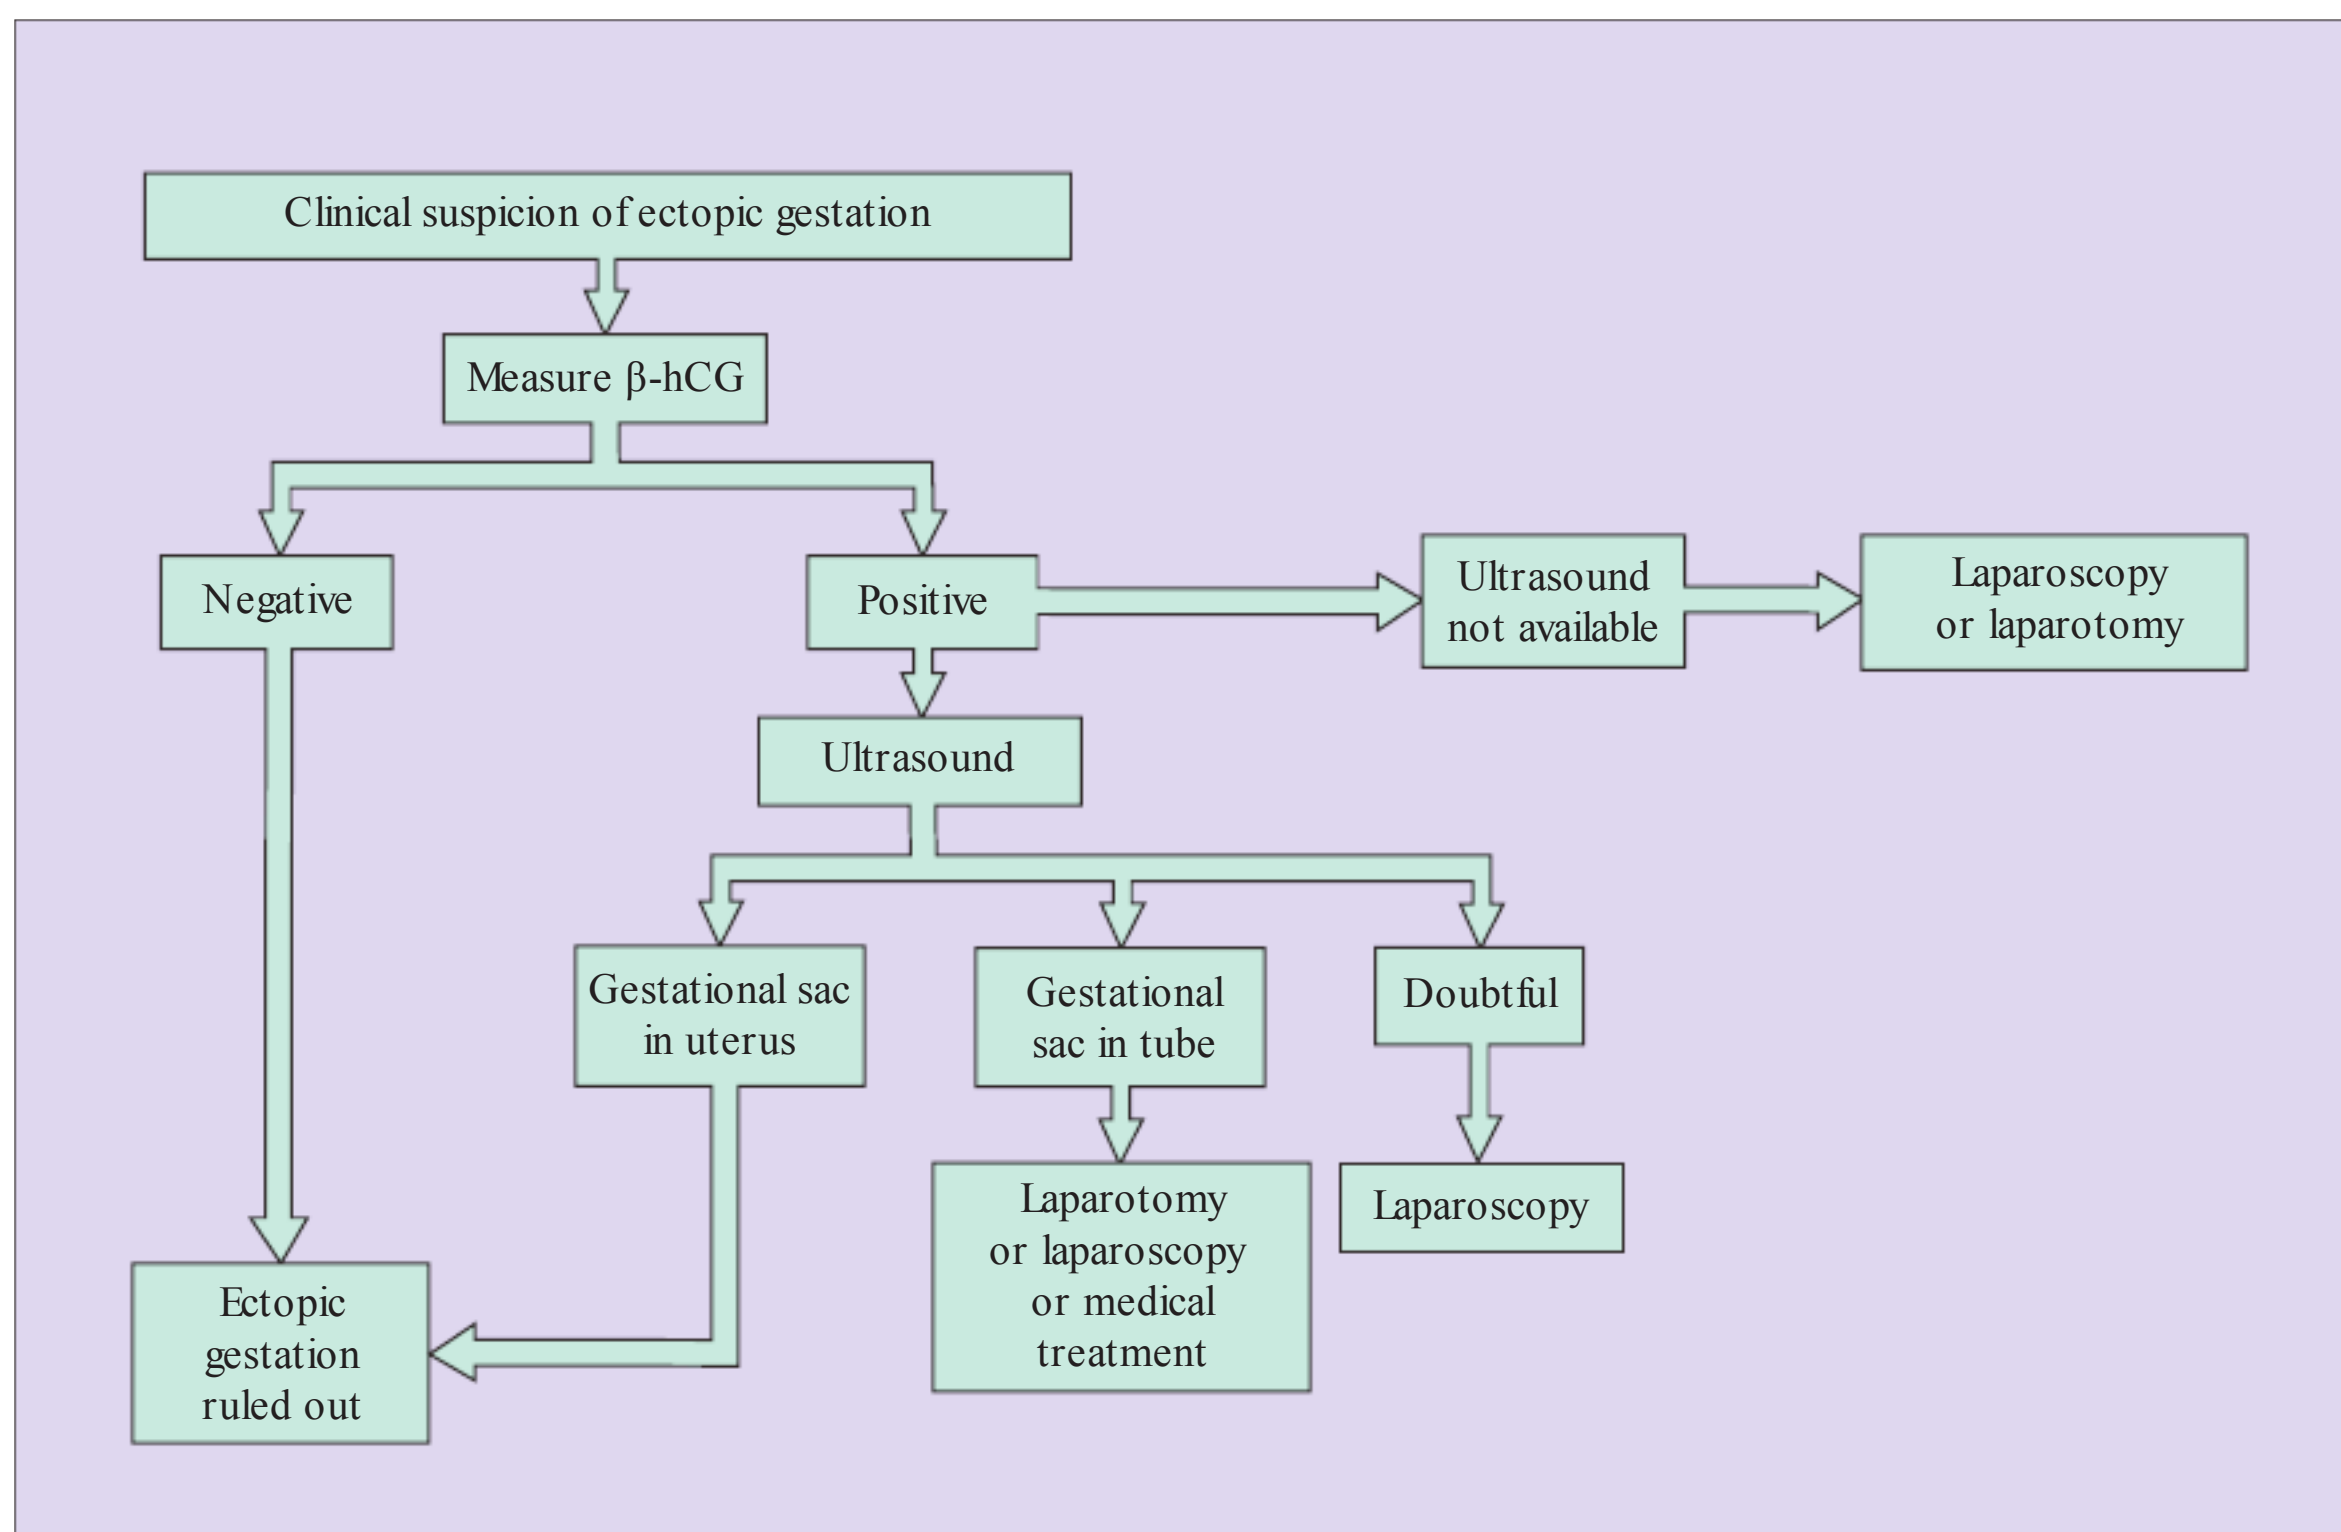 Clinical suspicion of ectopic gestation
Measure β-hCG
Negative
Positive
Ultrasound
not available
Laparoscopy
or laparotomy
Ultrasound
Gestational sac
in uterus
Gestational
sac in tube
Doubtful
Laparotomy
or laparoscopy
or medical
treatment
Laparoscopy
Ectopic
gestation
ruled out